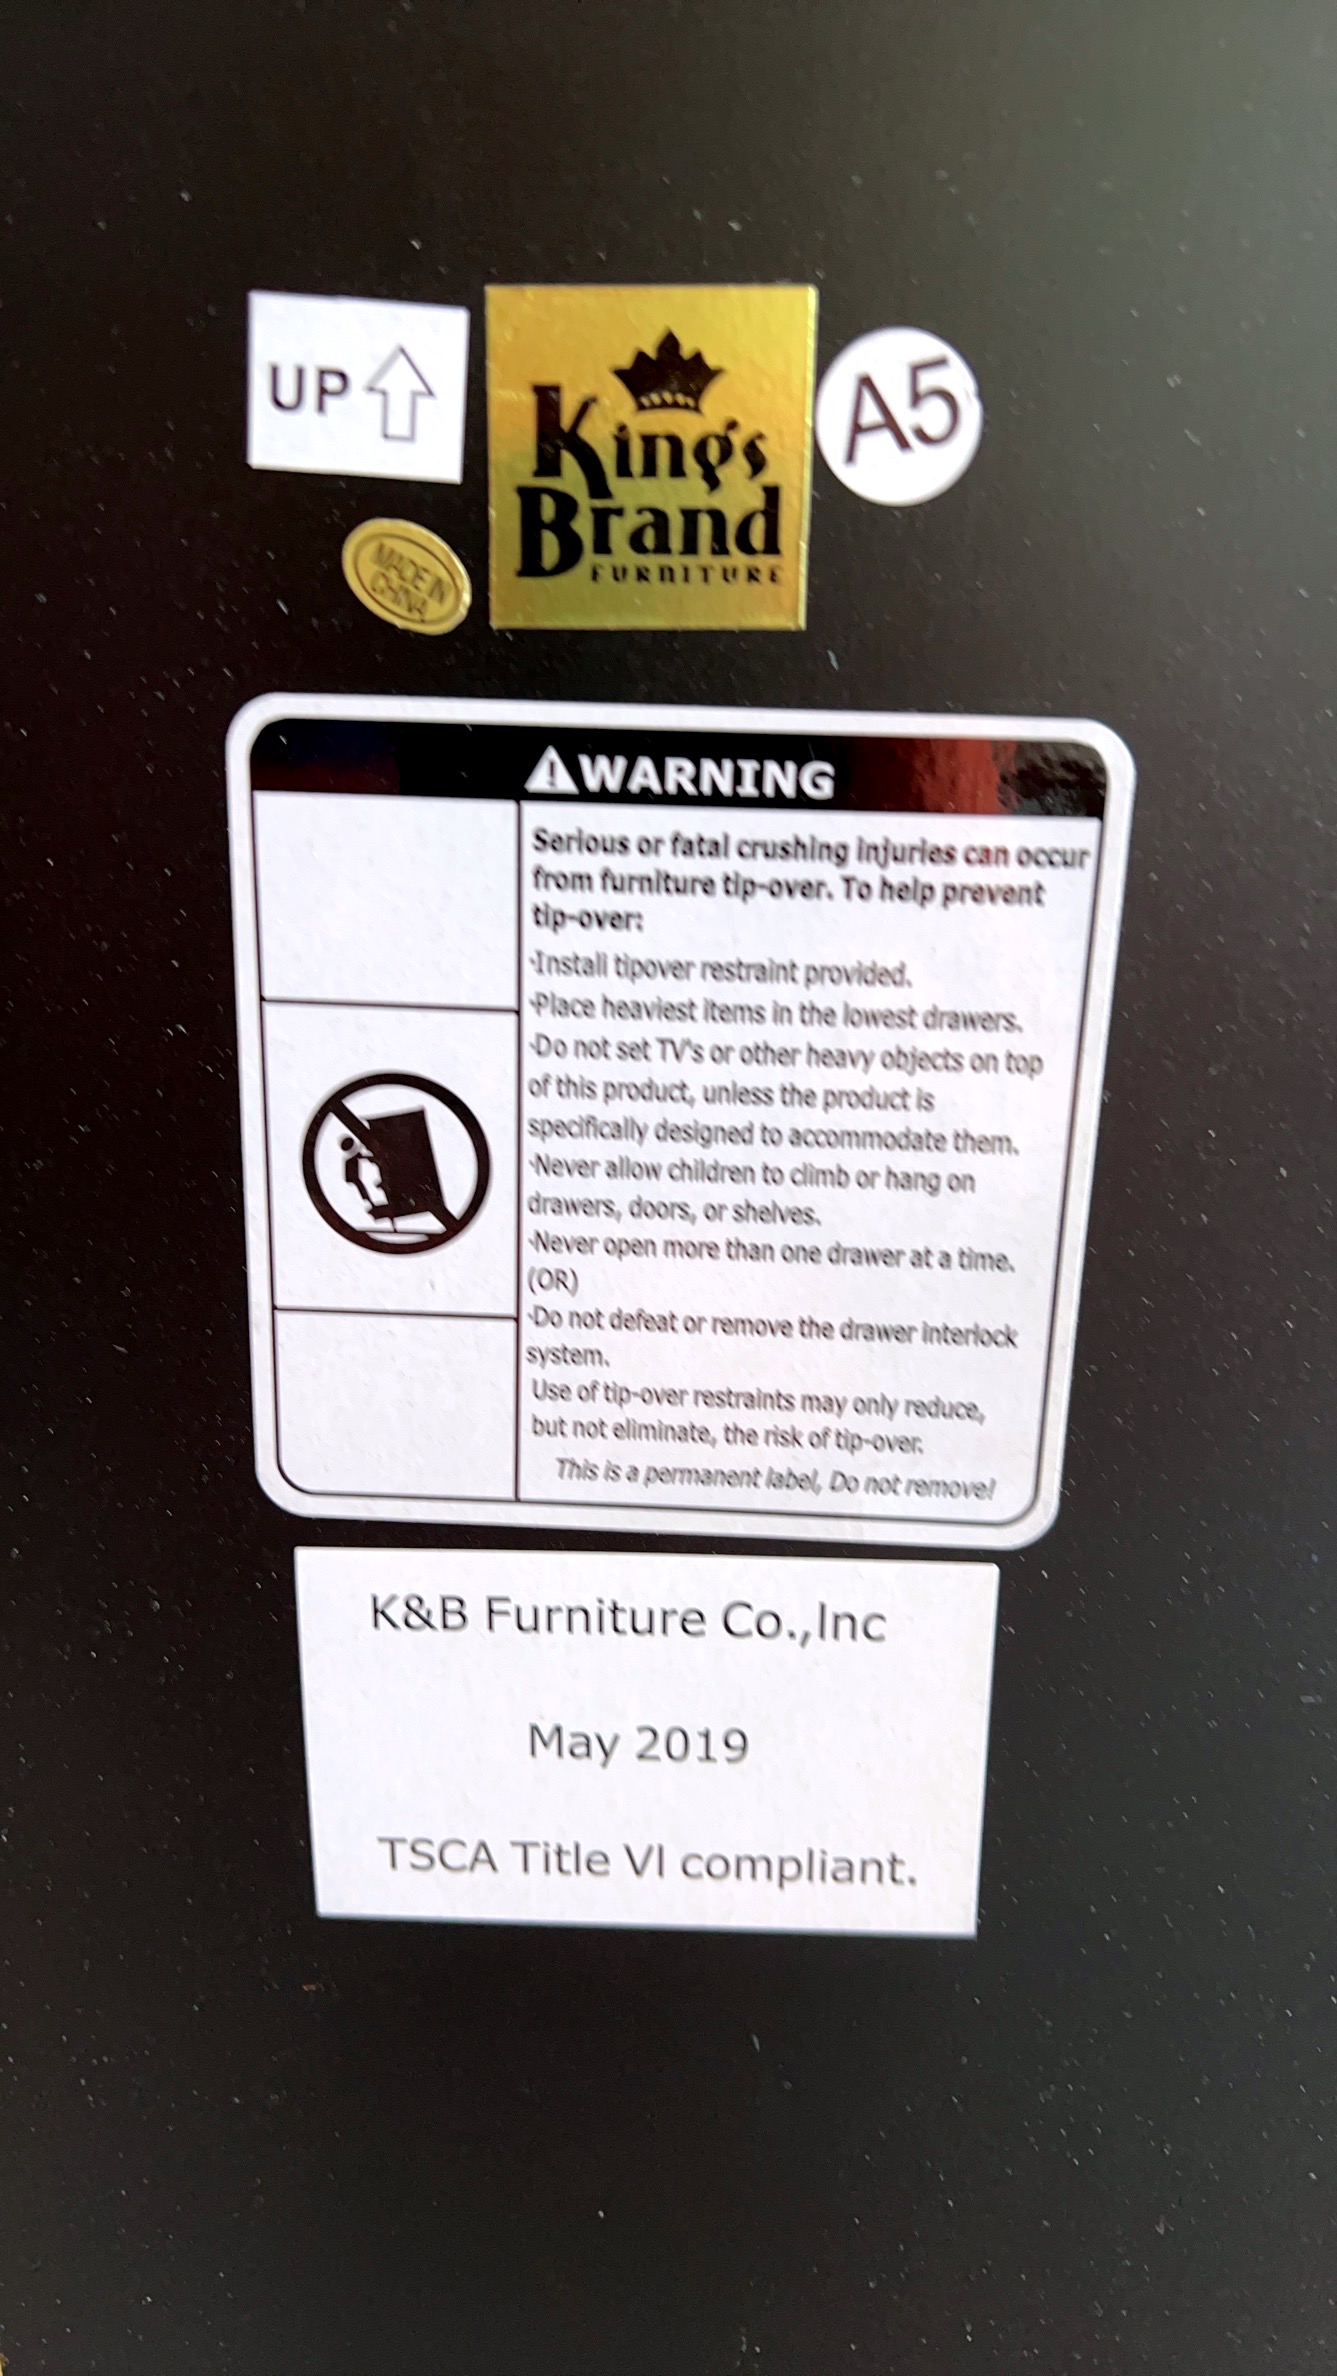 UP
King's
Brand
FURNITURE
A5
MADE IN
CHINA
WARNING
Serious or fatal crushing injuries can occur
from furniture tip-over. To help prevent
tip-over:
·Install tipover restraint provided.
·Place heaviest items in the lowest drawers.
·Do not set TV's or other heavy objects on top
of this product, unless the product is
specifically designed to accommodate them.
·Never allow children to climb or hang on
drawers, doors, or shelves.
·Never open more than one drawer at a time.
(OR)
·Do not defeat or remove the drawer interlock
system.
Use of tip-over restraints may only reduce,
but not eliminate, the risk of tip-over.
This is a permanent label, Do not remove!
K&B Furniture Co.,Inc
May 2019
TSCA Title Vl compliant.